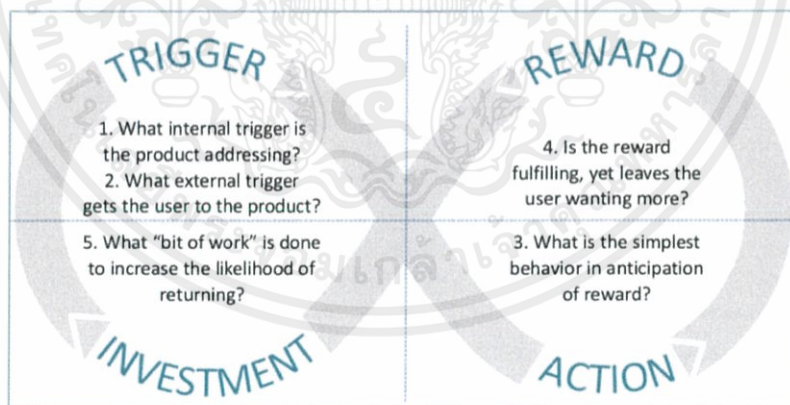 TRIGGER
1. What internal trigger is
the product addressing?
2. What external trigger
gets the user to the product?
REWARD
4. Is the reward
fulfilling, yet leaves the
user wanting more?
5. What "bit of work" is done
to increase the likelihood of
returning?
INVESTMENT
3. What is the simplest
behavior in anticipation
of reward?
ACTION